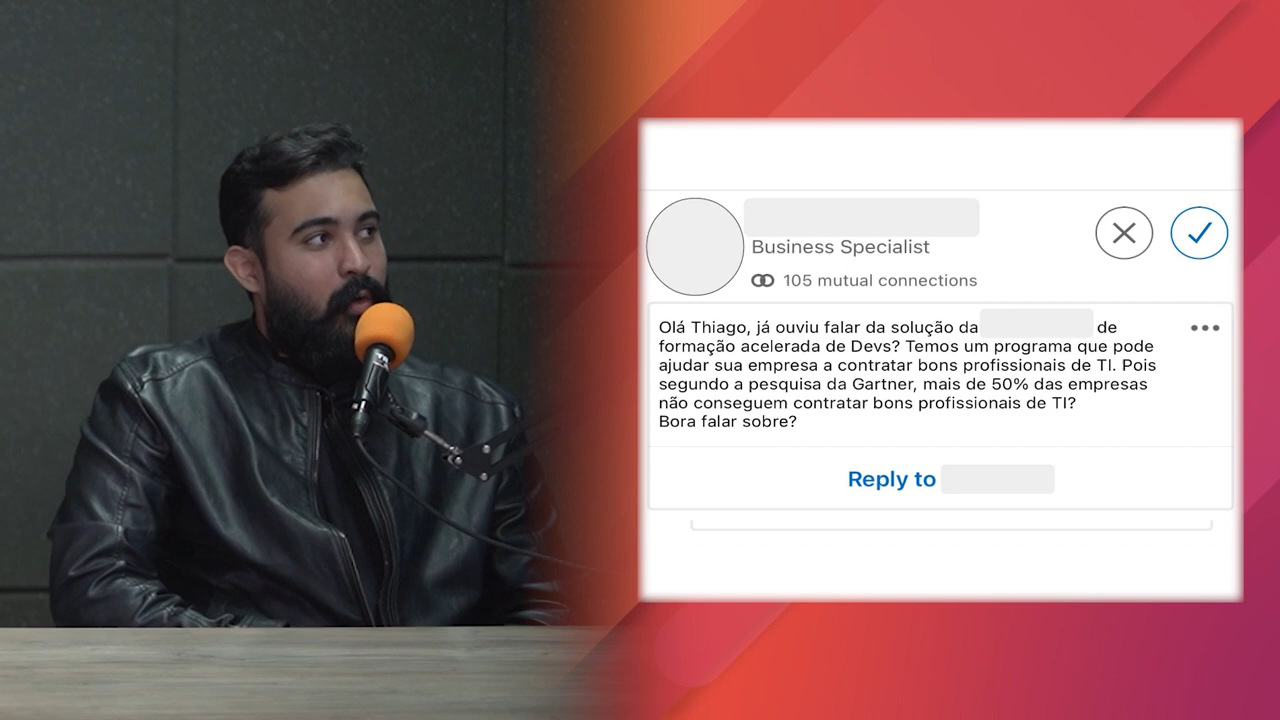 Business Specialist
105 mutual connections
Olá Thiago, já ouviu falar da solução da de
formação acelerada de Devs? Temos um programa que pode
ajudar sua empresa a contratar bons profissionais de TI. Pois
segundo a pesquisa da Gartner, mais de 50% das empresas
não conseguem contratar bons profissionais de TI?
Bora falar sobre?
Reply to